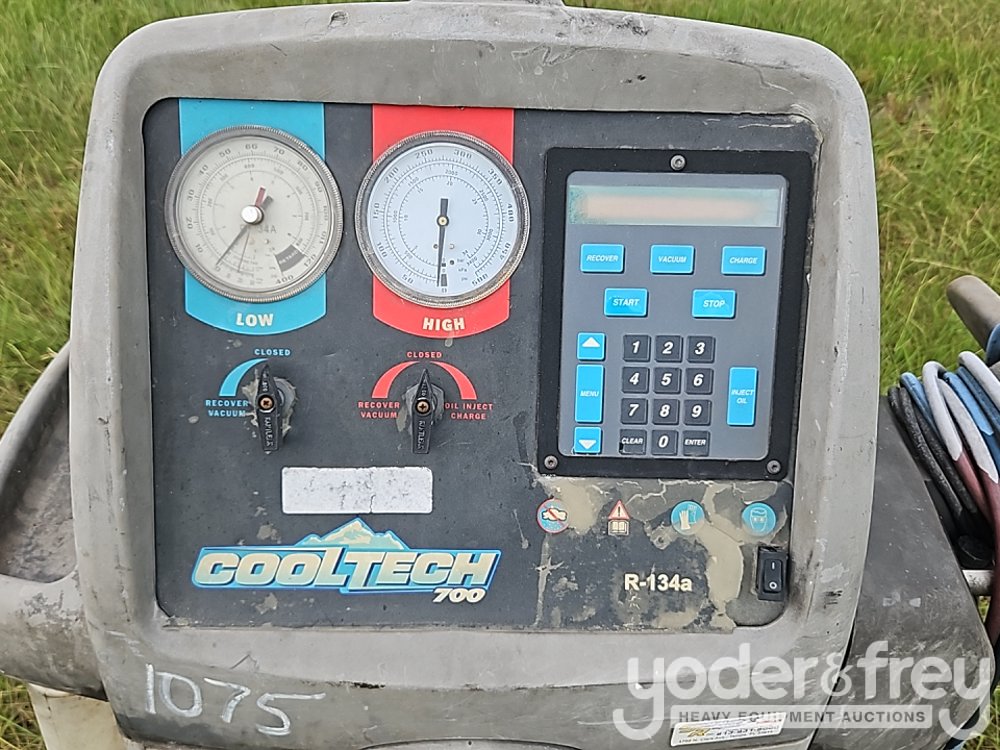 LOW
HIGH
CLOSED
RECOVER
VACUUM
CLOSED
RECOVER
VACUUM
OIL INJECT
CHARGE
RECOVER
VACUUM
CHARGE
START
STOP
1 2 3
4 5 6
7 8 9
CLEAR 0 ENTER
MENU
INJECT
OIL
COOLTECH
700
R-134a
1075
yoder&frey
HEAVY EQUIPMENT AUCTIONS